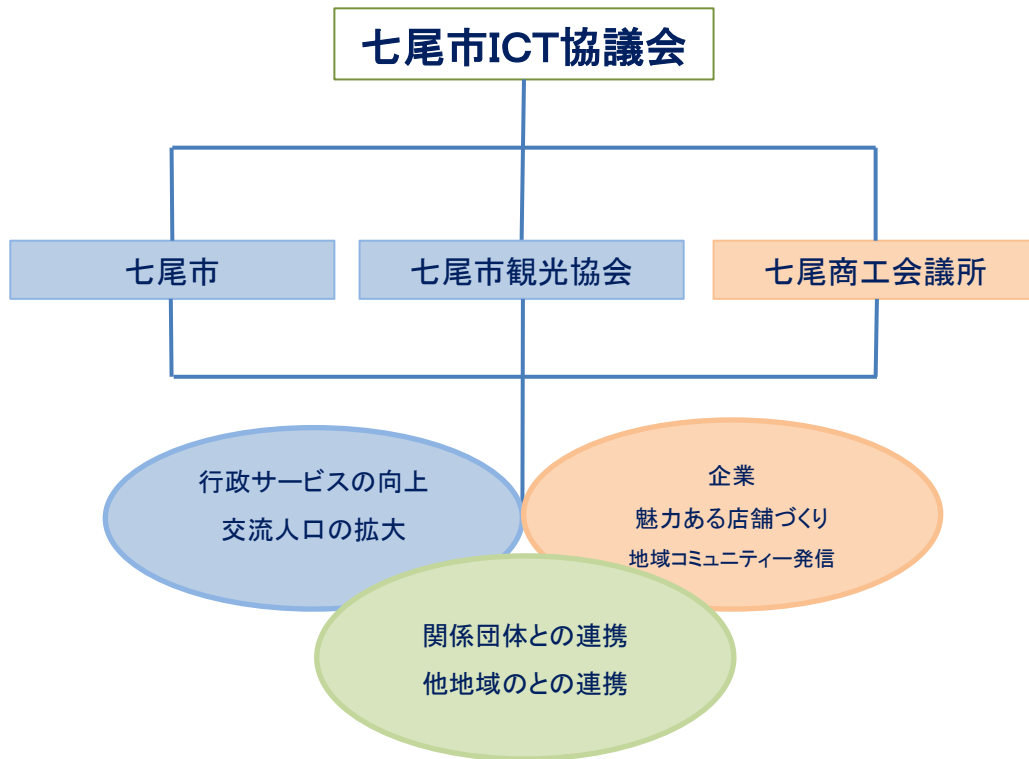 七尾市ICT協議会
七尾市
七尾市観光協会
七尾商工会議所
行政サービスの向上
交流人口の拡大
企業
魅力ある店舗づくり
地域コミュニティー発信
関係団体との連携
他地域のとの連携